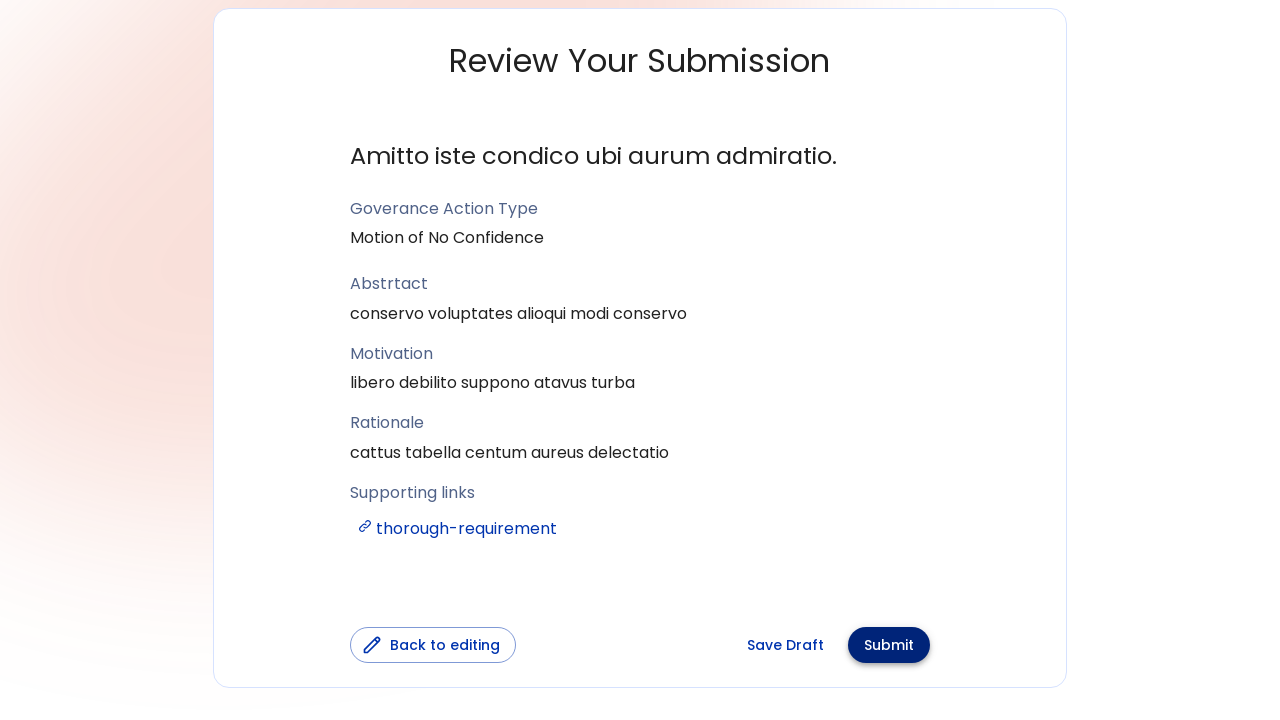 Review Your Submission
Amitto iste condico ubi aurum admiratio.
Goverance Action Type
Motion of No Confidence
Abstrtact
conservo voluptates alioqui modi conservo
Motivation
libero debilito suppono atavus turba
Rationale
cattus tabella centum aureus delectatio
Supporting links
thorough-requirement
Back to editing
Save Draft
Submit